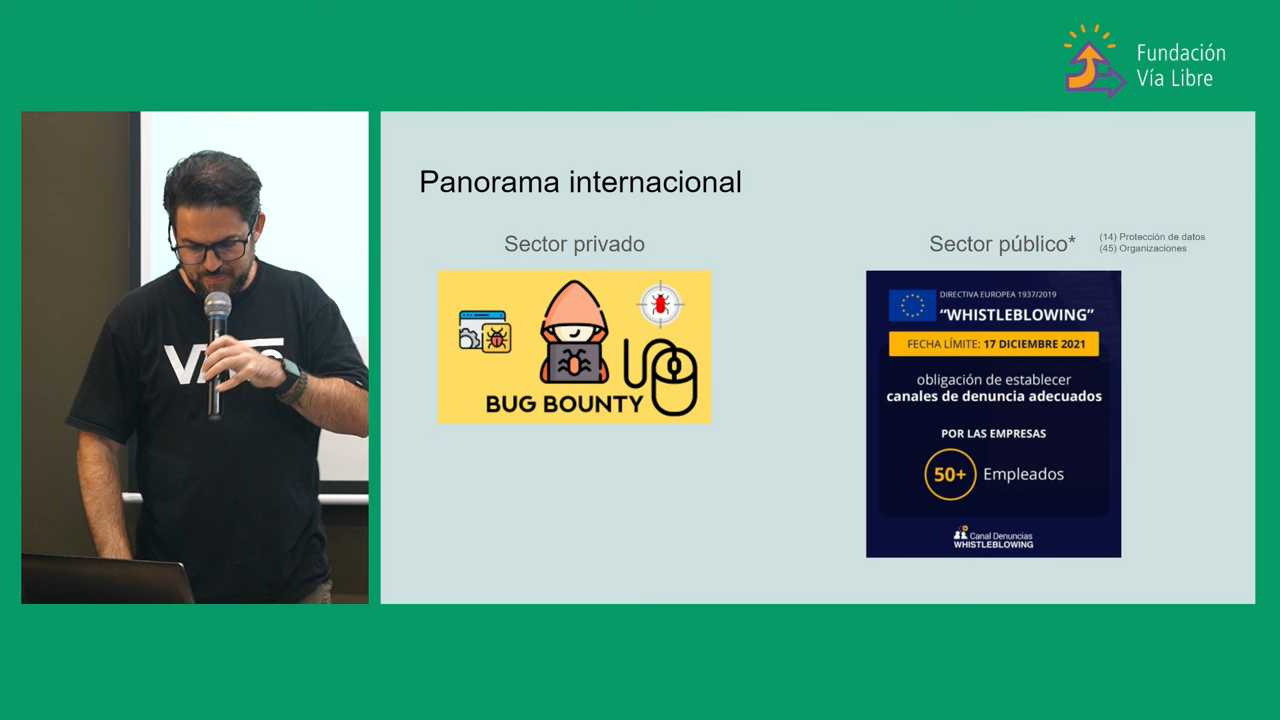 Fundación
Vía Libre
Panorama internacional
Sector privado
Sector público*
(14) Protección de datos
(45) Organizaciones
BUG BOUNTY
DIRECTIVA EUROPEA 1937/2019
“WHISTLEBLOWING”
FECHA LÍMITE: 17 DICIEMBRE 2021
obligación de establecer
canales de denuncia adecuados
POR LAS EMPRESAS
50+ Empleados
Canal Denuncias
WHISTLEBLOWING